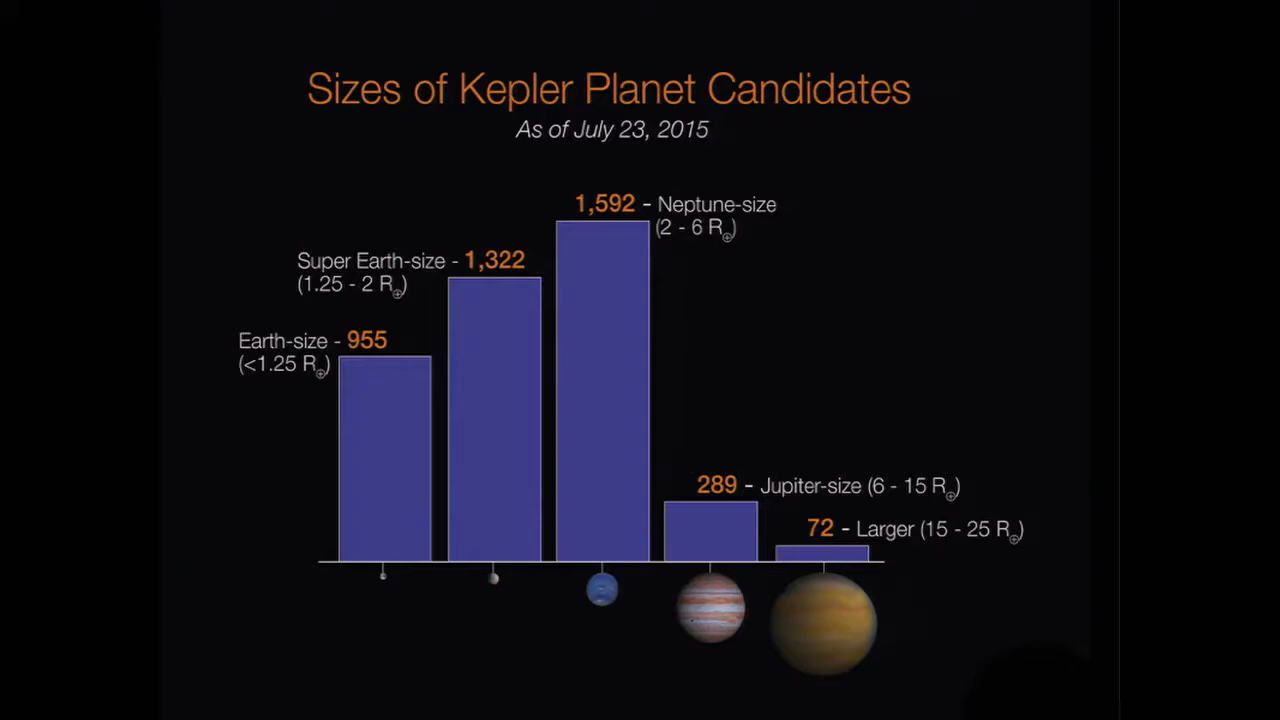 Sizes of Kepler Planet Candidates
As of July 23, 2015
1,592 - Neptune-size
(2 - 6 R⊕)
Super Earth-size - 1,322
(1.25 - 2 R⊕)
Earth-size - 955
(<1.25 R⊕)
289 - Jupiter-size (6 - 15 R⊕)
72 - Larger (15 - 25 R⊕)